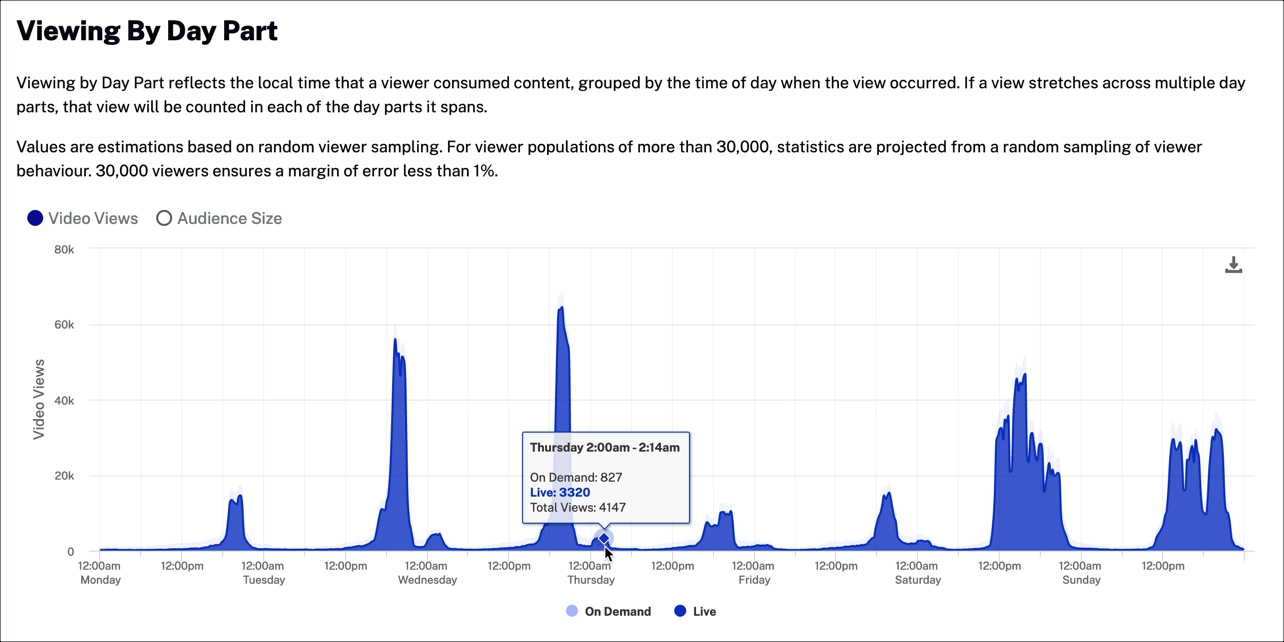 Viewing By Day Part
Viewing by Day Part reflects the local time that a viewer consumed content, grouped by the time of day when the view occurred. If a view stretches across multiple day
parts, that view will be counted in each of the day parts it spans.
Values are estimations based on random viewer sampling. For viewer populations of more than 30,000, statistics are projected from a random sampling of viewer
behaviour. 30,000 viewers ensures a margin of error less than 1%.
Video Views Audience Size
80k
60k
40k
20k
0
Video Views
Thursday 2:00am - 2:14am
On Demand: 827
Live: 3320
Total Views: 4147
12:00am 12:00pm 12:00am 12:00pm 12:00am 12:00pm 12:00am 12:00pm 12:00am 12:00pm 12:00am 12:00pm 12:00am 12:00pm
Monday Tuesday Wednesday Thursday Friday Saturday Sunday
On Demand Live